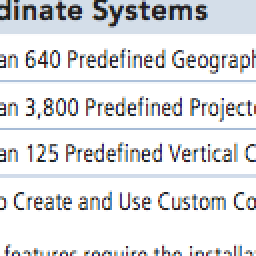 dinate Systems
an 640 Predefined Geograph
an 3,800 Predefined Projecte
an 125 Predefined Vertical C
o Create and Use Custom Co
features require the installa